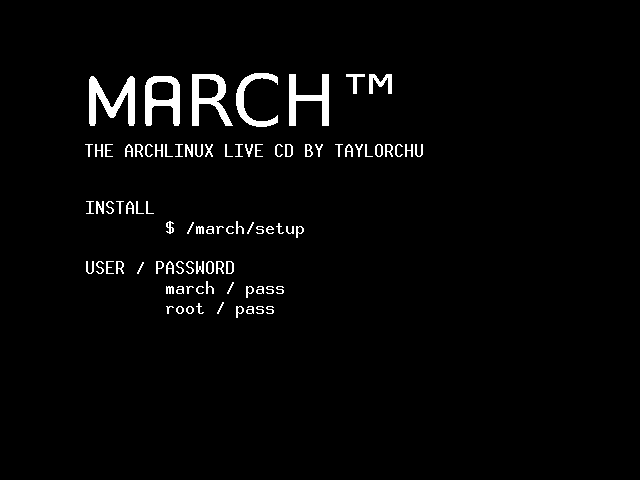 MARCH™
THE ARCHLINUX LIVE CD BY TAYLORCHU
INSTALL
$ /march/setup
USER / PASSWORD
march / pass
root / pass